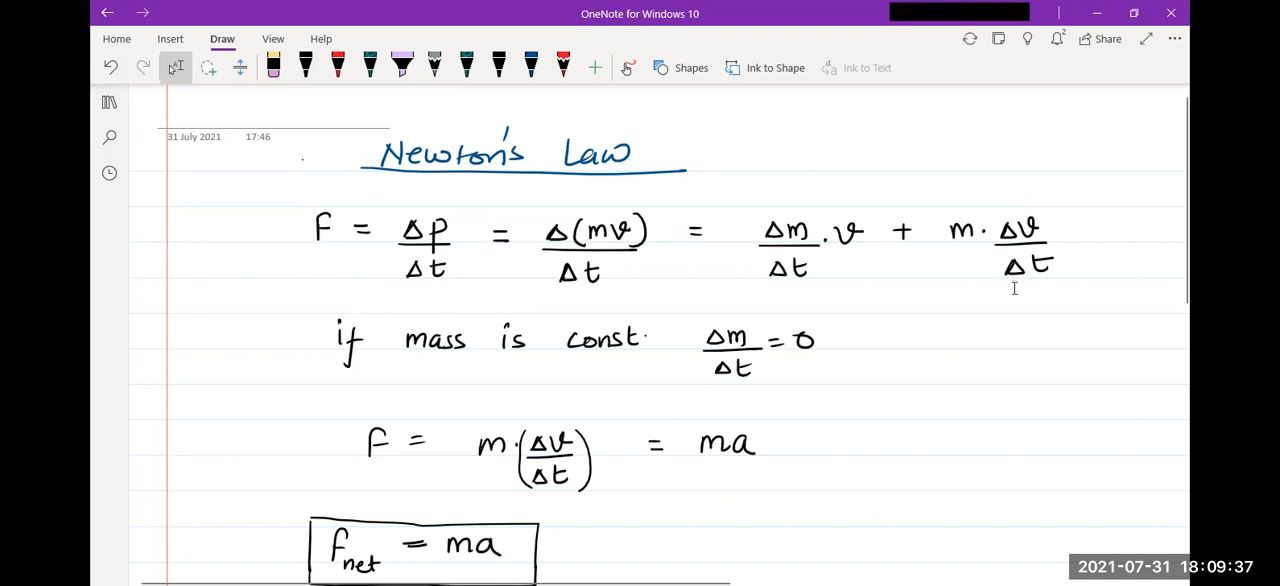 OneNote for Windows 10
Home Insert Draw View Help
Share
Shapes Ink to Shape Ink to Text
31 July 2021 17:46
Newton's Law
F = Δp/Δt = Δ(mv)/Δt = Δm/Δt . v + m . Δv/Δt
if mass is const. Δm/Δt = 0
F = m.(Δv/Δt) = ma
Fnet = ma
2021-07-31 18:09:37